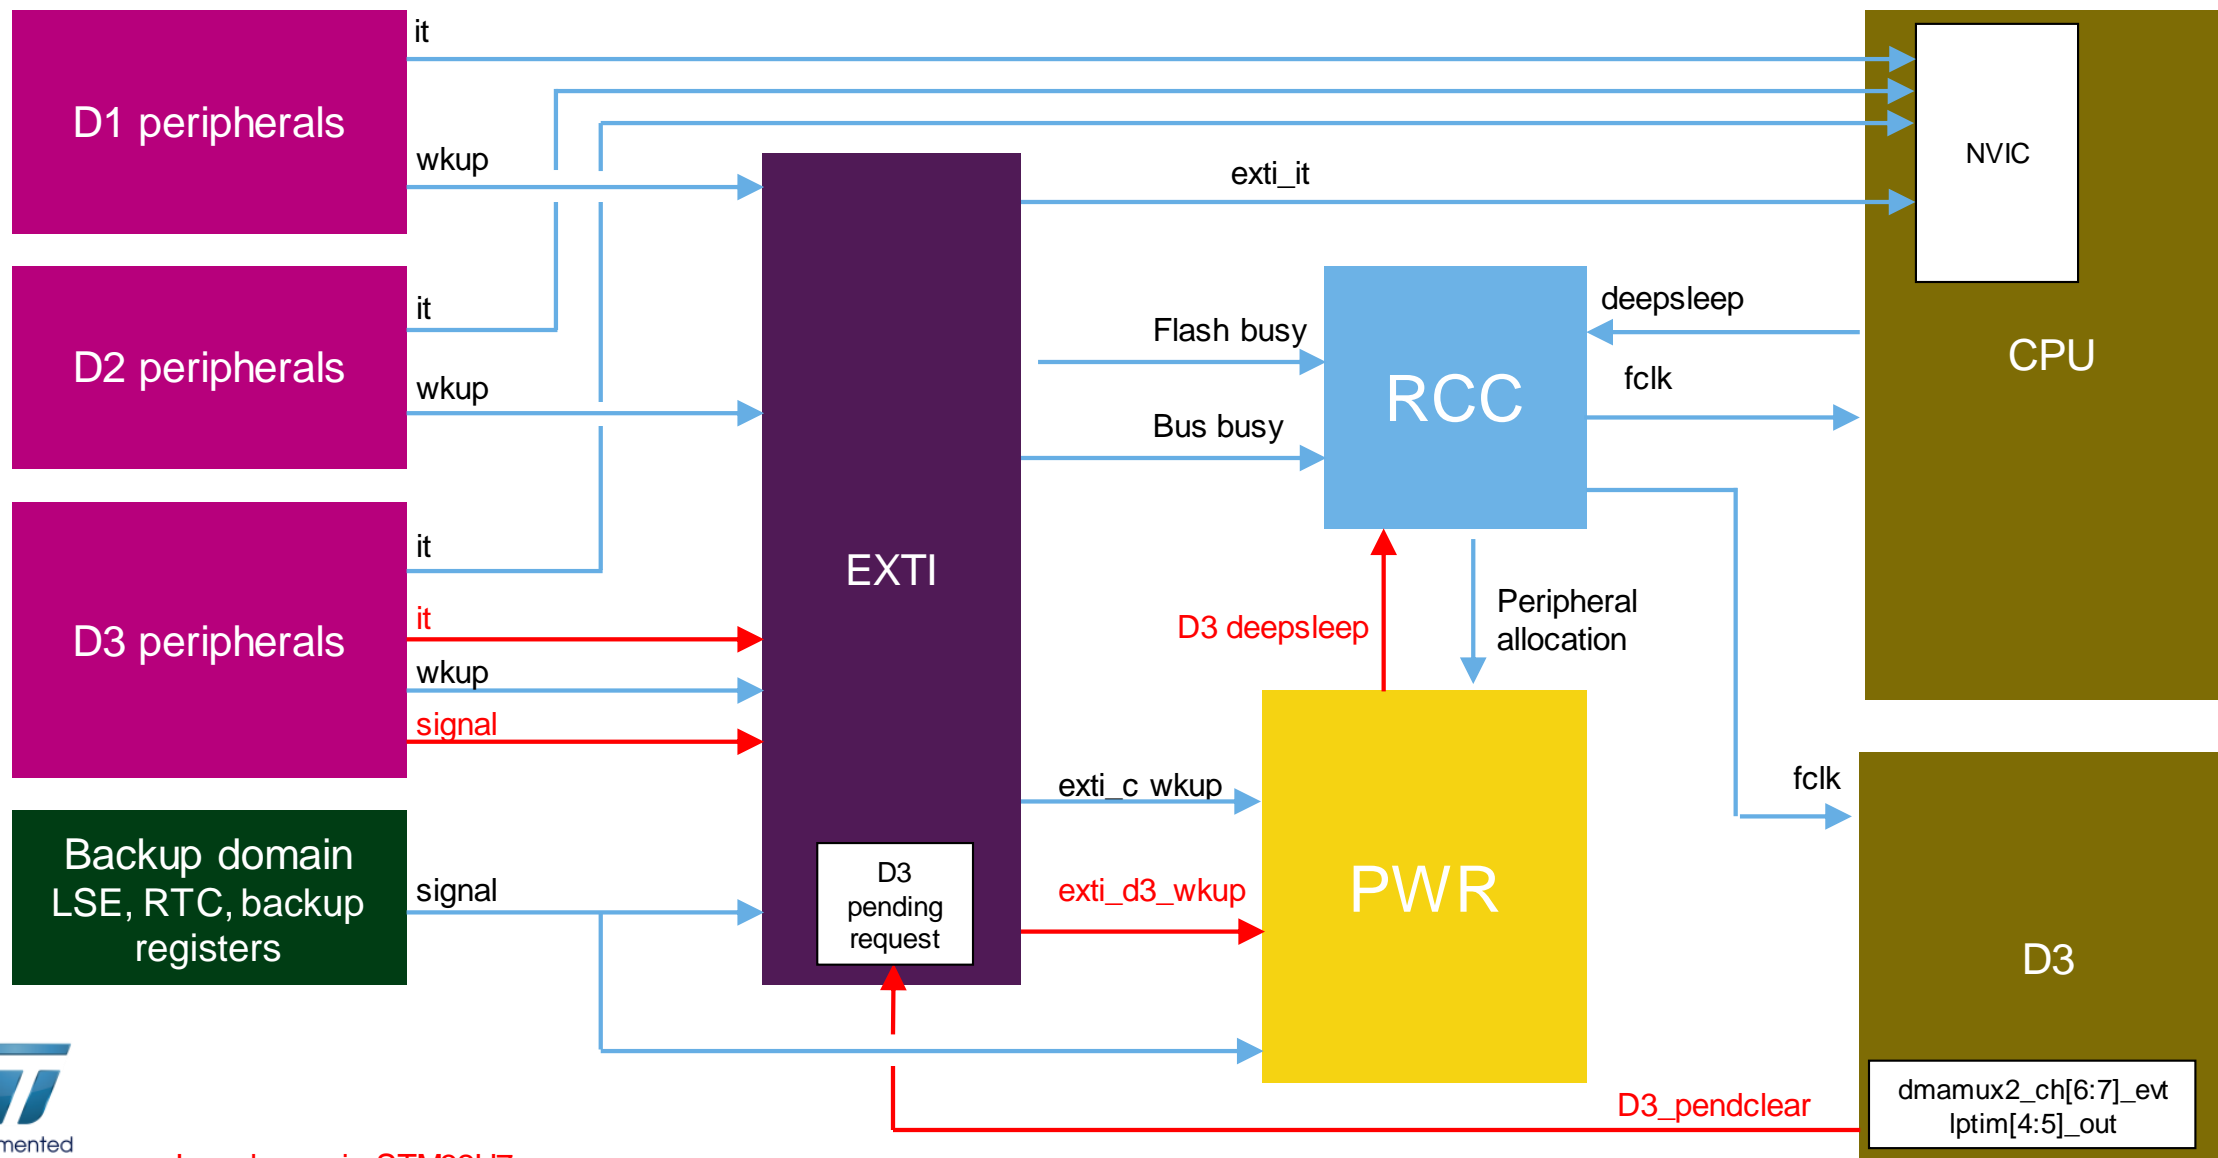 it
D1 peripherals
wkup
NVIC
exti_it
it
D2 peripherals
wkup
deepsleep
Flash busy
RCC
fclk
CPU
Bus busy
it
EXTI
it
D3 peripherals
wkup
signal
D3 deepsleep
Peripheral
allocation
fclk
exti_c wkup
Backup domain
LSE, RTC, backup
registers
signal
D3
pending
request
exti_d3_wkup
PWR
D3
D3_pendclear
dmamux2_ch[6:7]_evt
lptim[4:5]_out